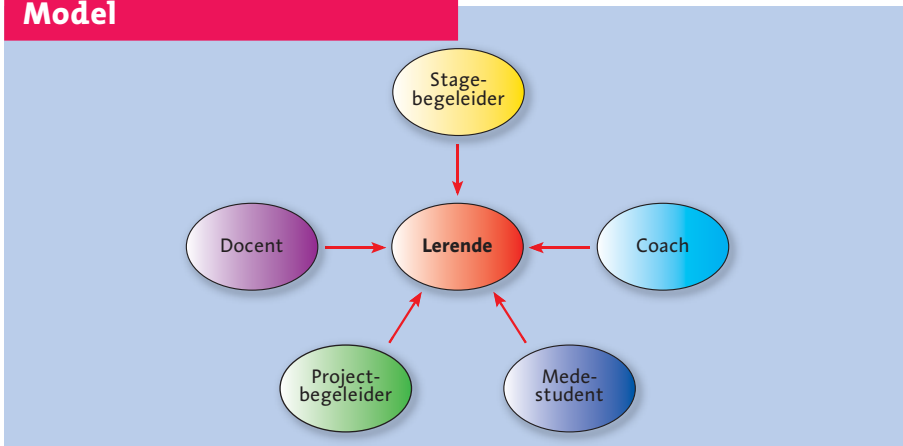 Model
Stage-
begeleider
Docent
Lerende
Coach
Project-
begeleider
Mede-
student